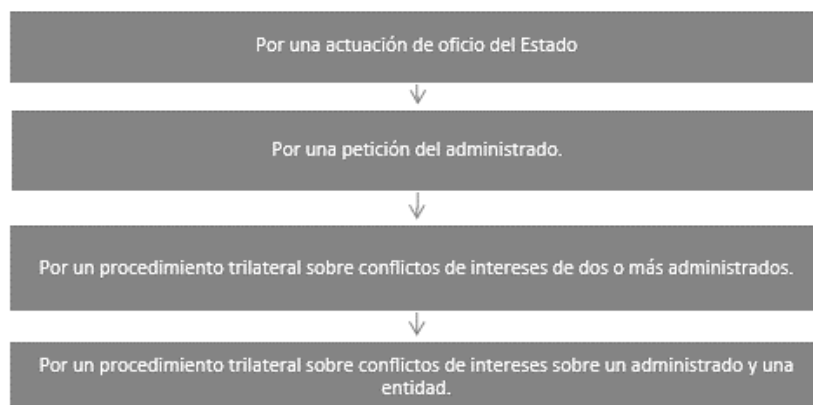 Por una actuación de oficio del Estado
Por una petición del administrado.
Por un procedimiento trilateral sobre conflictos de intereses de dos o más administrados.
Por un procedimiento trilateral sobre conflictos de intereses sobre un administrado y una
entidad.